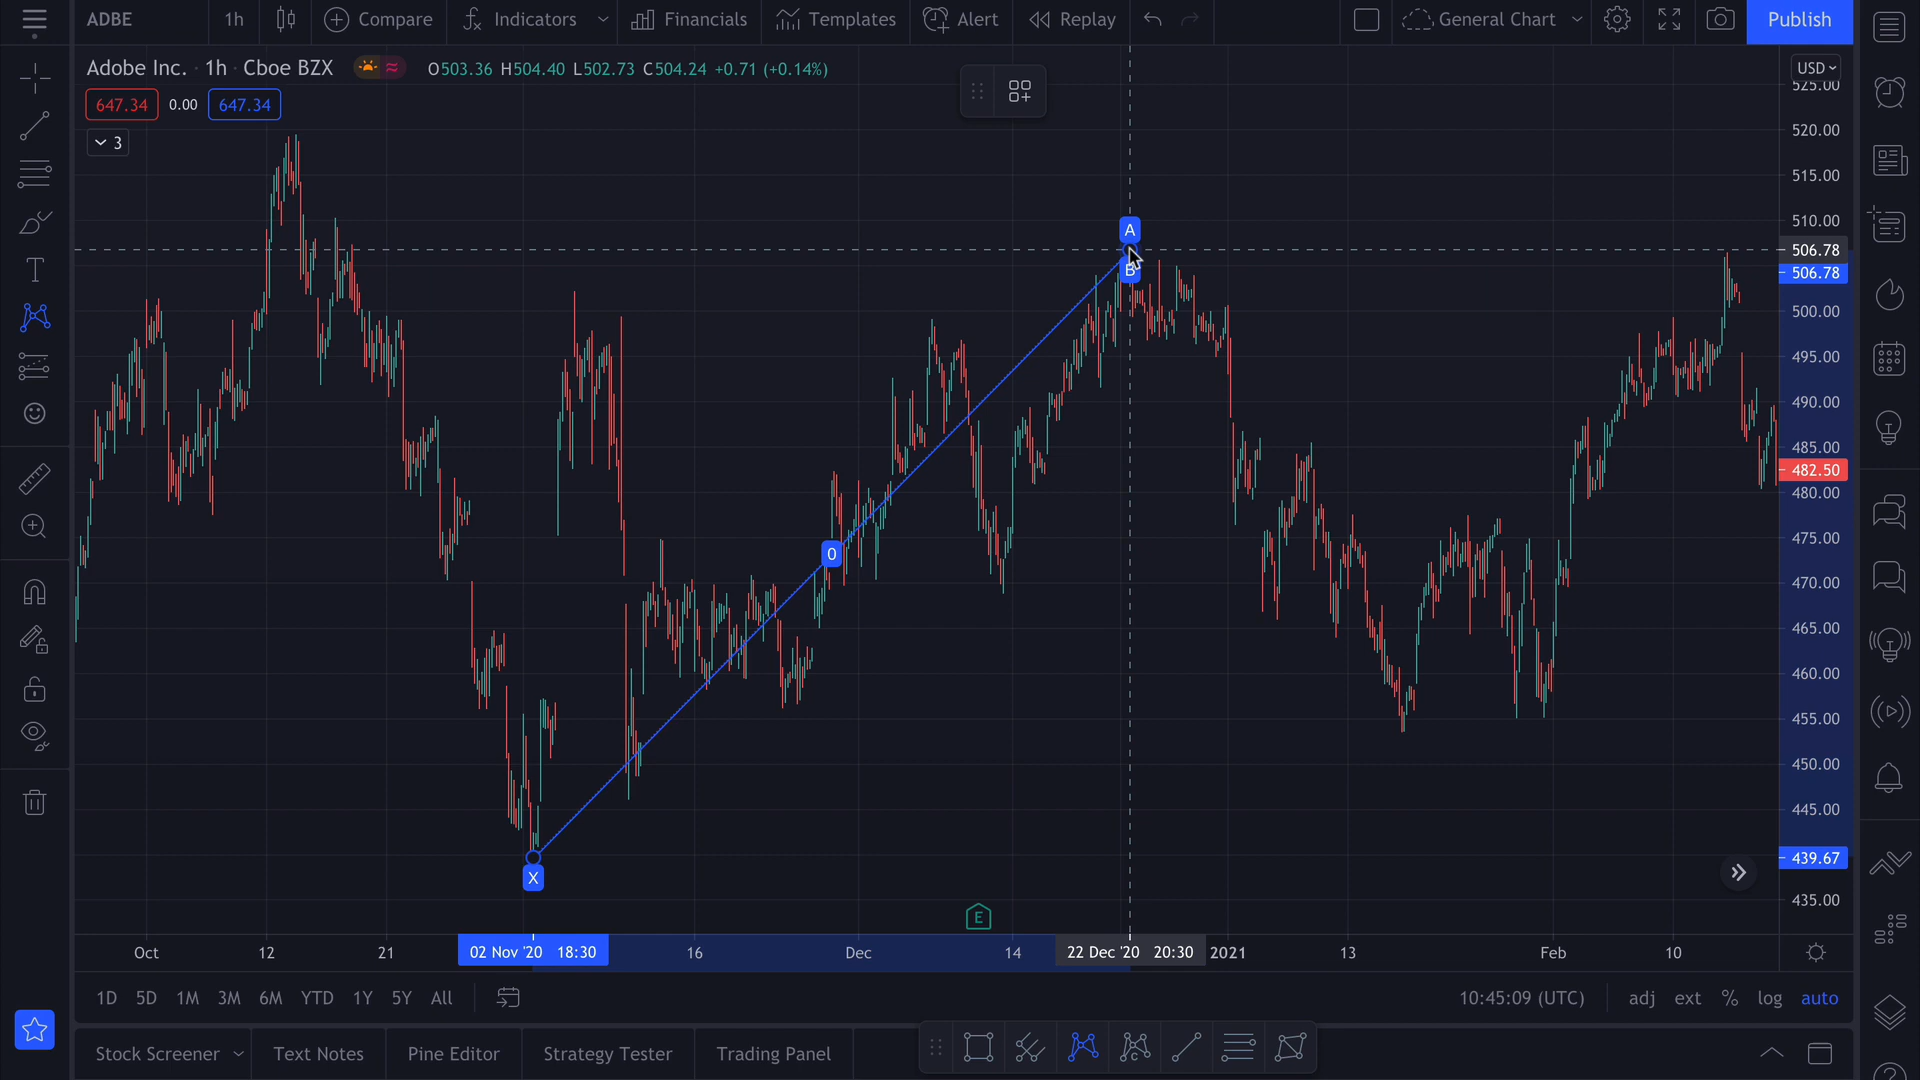 ADBE 1h Compare Indicators Financials Templates Alert Replay General Chart Publish
Adobe Inc. · 1h · Cboe BZX O503.36 H504.40 L502.73 C504.24 +0.71 (+0.14%)
USD
647.34 0.00 647.34
3
525.00
520.00
515.00
510.00
506.78
506.78
500.00
495.00
490.00
485.00
482.50
480.00
475.00
470.00
465.00
460.00
455.00
450.00
445.00
439.67
435.00
A
B
0
X
E
Oct 12 21 02 Nov '20 18:30 16 Dec 14 22 Dec '20 20:30 2021 13 Feb 10
1D 5D 1M 3M 6M YTD 1Y 5Y All 10:45:09 (UTC) adj ext % log auto
Stock Screener Text Notes Pine Editor Strategy Tester Trading Panel
C